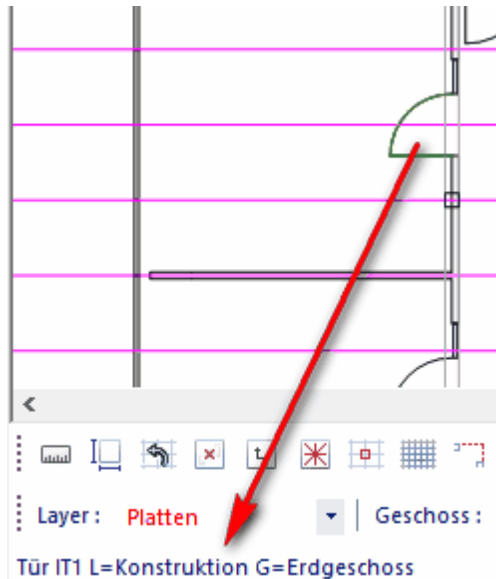 Layer : Platten Geschoss :
Tür IT1 L=Konstruktion G=Erdgeschoss